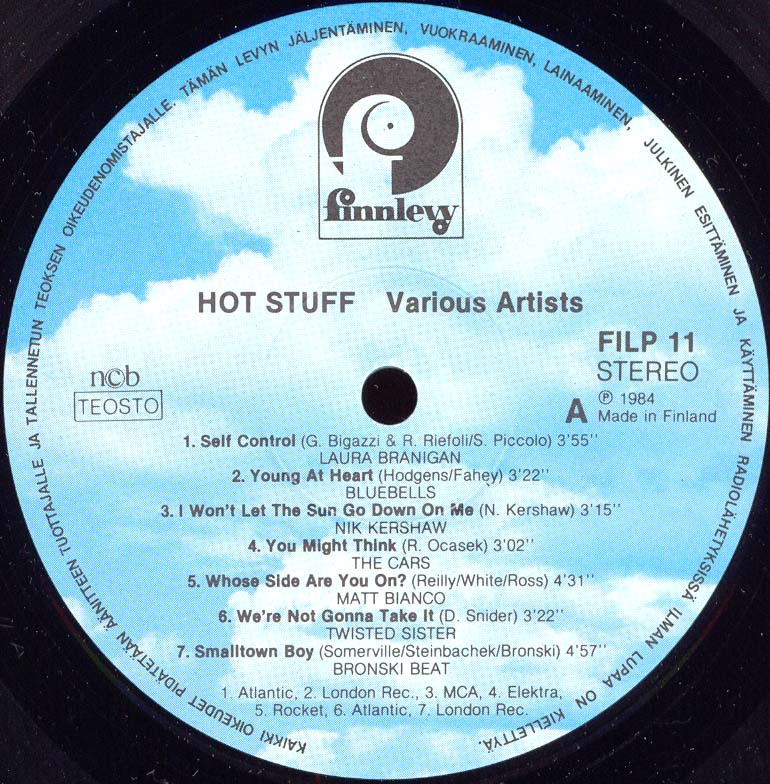 KAIKKI OIKEUDET PIDÄTETÄÄN ÄÄNITTEEN TUOTTAJALLE JA TALLENNETUN TEOKSEN OIKEUDENOMISTAJALLE. TÄMÄN LEVYN JÄLJENTÄMINEN, VUOKRAAMINEN, LAINAAMINEN, JULKINEN ESITTÄMINEN JA KÄYTTÄMINEN RADIOLÄHETYKSISSÄ ILMAN LUPAA ON KIELLETTYÄ.
finnlevy
HOT STUFF Various Artists
FILP 11
STEREO
ncb
TEOSTO
A
℗ 1984
Made in Finland
1. Self Control (G. Bigazzi & R. Riefoli/S. Piccolo) 3'55''
LAURA BRANIGAN
2. Young At Heart (Hodgens/Fahey) 3'22''
BLUEBELLS
3. I Won't Let The Sun Go Down On Me (N. Kershaw) 3'15''
NIK KERSHAW
4. You Might Think (R. Ocasek) 3'02''
THE CARS
5. Whose Side Are You On? (Reilly/White/Ross) 4'31''
MATT BIANCO
6. We're Not Gonna Take It (D. Snider) 3'22''
TWISTED SISTER
7. Smalltown Boy (Somerville/Steinbachek/Bronski) 4'57''
BRONSKI BEAT
1. Atlantic, 2. London Rec., 3. MCA, 4. Elektra,
5. Rocket, 6. Atlantic, 7. London Rec.